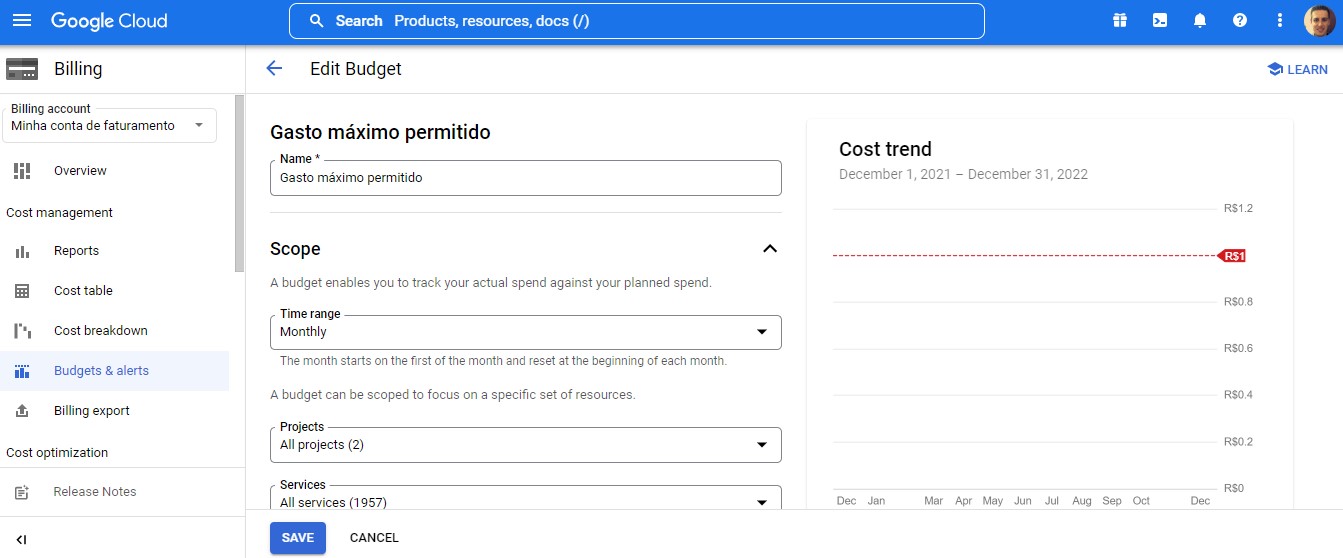 Google Cloud
Search Products, resources, docs (/)
Billing
Edit Budget
LEARN
Billing account
Minha conta de faturamento
Overview
Cost management
Reports
Cost table
Cost breakdown
Budgets & alerts
Billing export
Cost optimization
Release Notes
Gasto máximo permitido
Name *
Gasto máximo permitido
Scope
A budget enables you to track your actual spend against your planned spend.
Time range
Monthly
The month starts on the first of the month and reset at the beginning of each month.
A budget can be scoped to focus on a specific set of resources.
Projects
All projects (2)
Services
All services (1957)
SAVE
CANCEL
Cost trend
December 1, 2021 – December 31, 2022
R$1.2
R$1
R$0.8
R$0.6
R$0.4
R$0.2
R$0
Dec Jan Mar Apr May Jun Jul Aug Sep Oct Dec